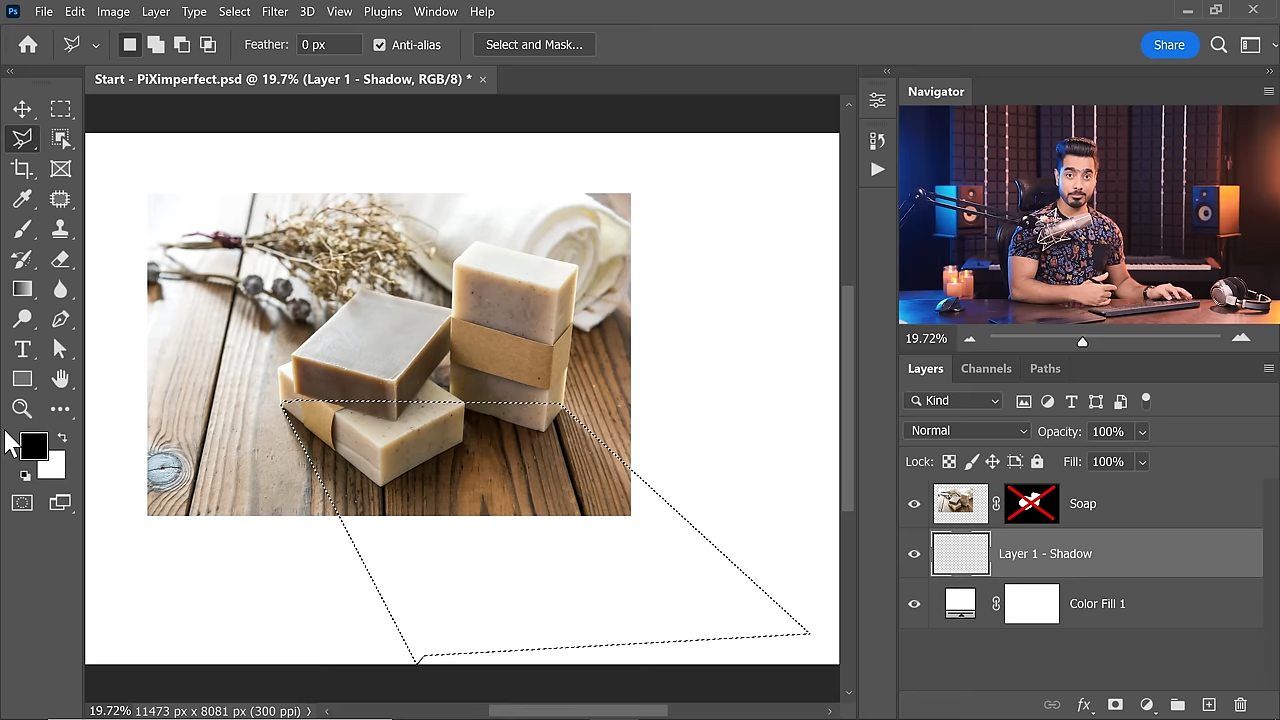 Ps File Edit Image Layer Type Select Filter 3D View Plugins Window Help
Feather: 0 px Anti-alias Select and Mask... Share
Start - PiXimperfect.psd @ 19.7% (Layer 1 - Shadow, RGB/8) *
Navigator
19.72%
Layers Channels Paths
Kind
Normal Opacity: 100%
Lock: Fill: 100%
Soap
Layer 1 - Shadow
Color Fill 1
fx
19.72% 11473 px x 8081 px (300 ppi)